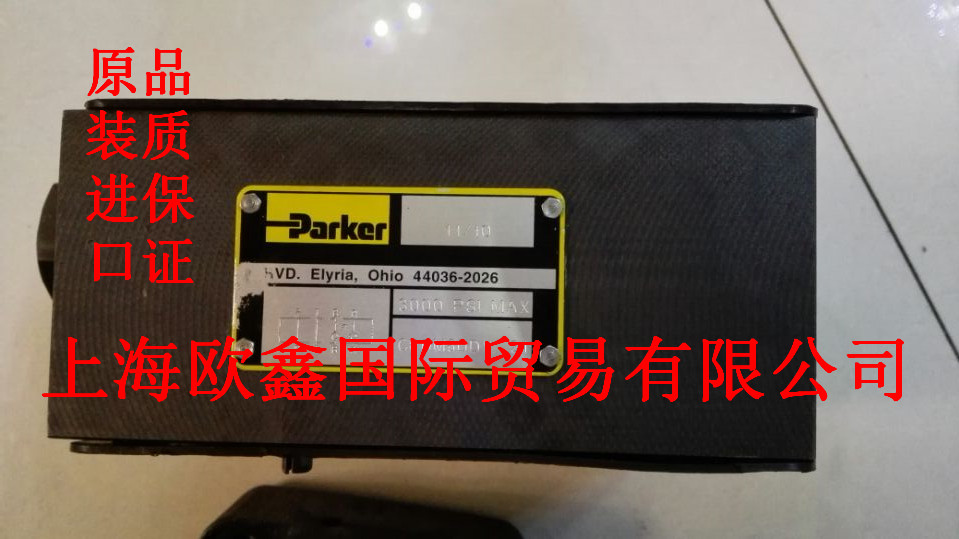 原品
装质
进保
口证
Parker
VD. Elyria, Ohio 44036-2026
3000 PSI MAX
上海欧鑫国际贸易有限公司